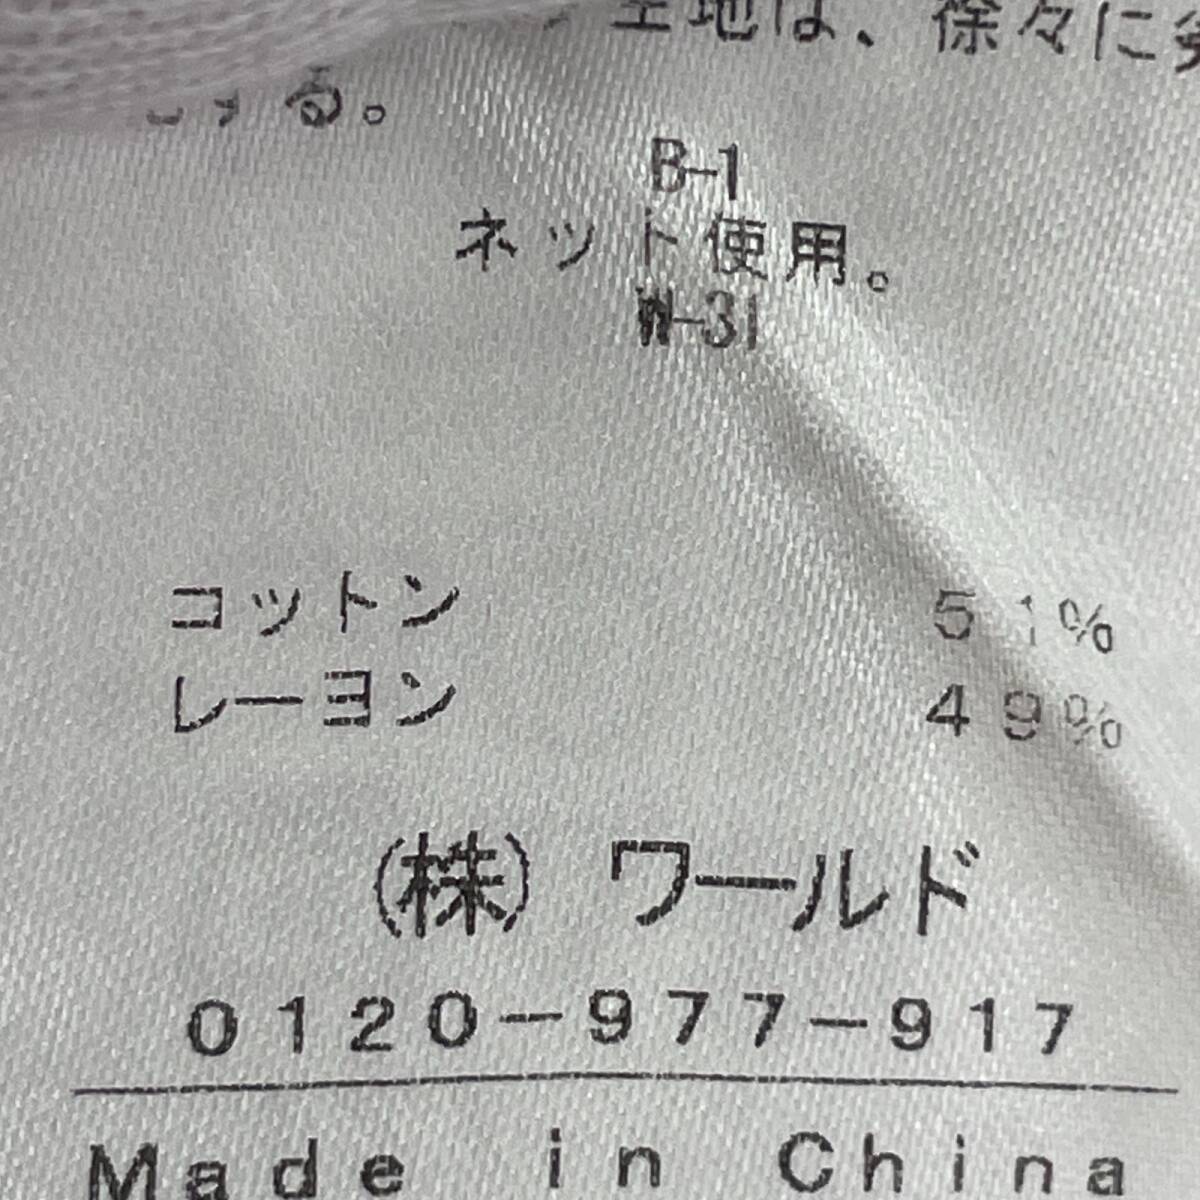 生地は、徐々に
る。
B-1
ネット使用。
W-31
コットン 51%
レーヨン 49%
(株) ワールド
0120-977-917
Made in China